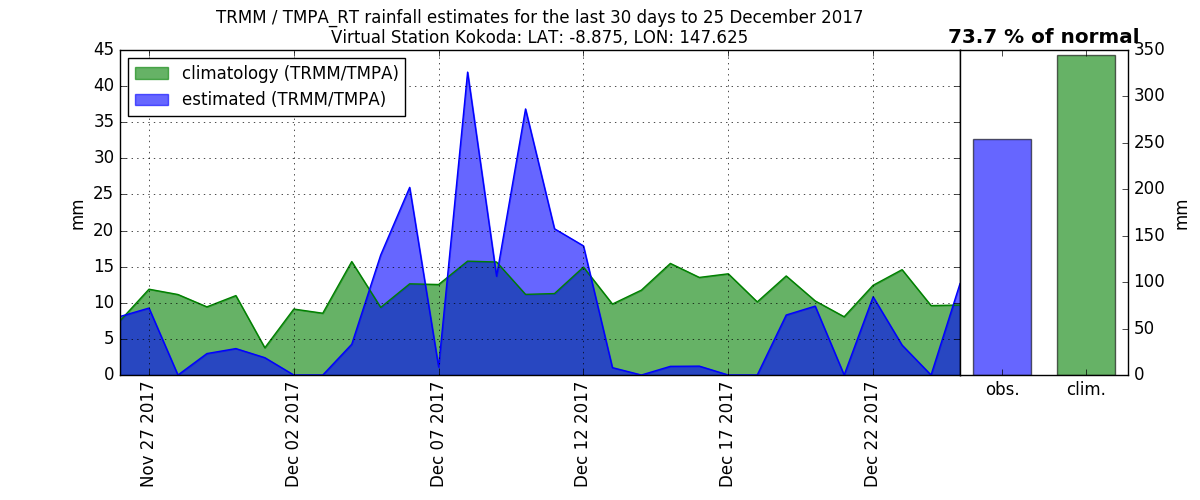 TRMM / TMPA_RT rainfall estimates for the last 30 days to 25 December 2017
Virtual Station Kokoda: LAT: -8.875, LON: 147.625
73.7 % of normal
climatology (TRMM/TMPA)
estimated (TRMM/TMPA)
mm
45
40
35
30
25
20
15
10
5
0
Nov 27 2017
Dec 02 2017
Dec 07 2017
Dec 12 2017
Dec 17 2017
Dec 22 2017
obs.
clim.
350
300
250
200
150
100
50
0
mm